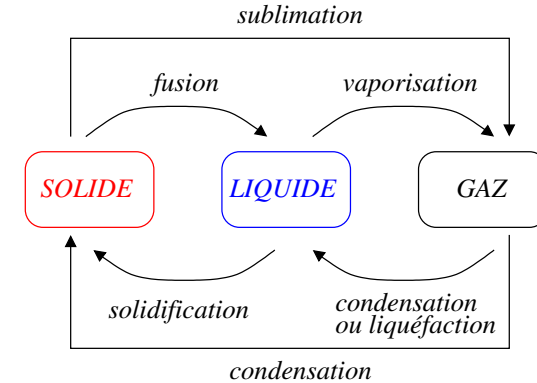 sublimation
fusion
vaporisation
SOLIDE
LIQUIDE
GAZ
solidification
condensation
ou liquéfaction
condensation